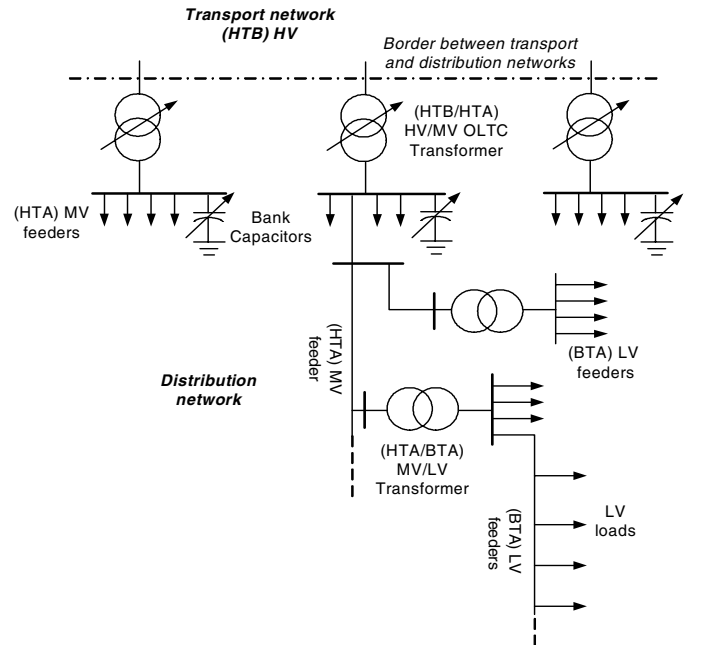 Transport network
(HTB) HV
Border between transport
and distribution networks
(HTB/HTA)
HV/MV OLTC
Transformer
(HTA) MV
feeders
Bank
Capacitors
(HTA) MV
feeder
(BTA) LV
feeders
Distribution
network
(HTA/BTA)
MV/LV
Transformer
(BTA) LV
feeders
LV
loads